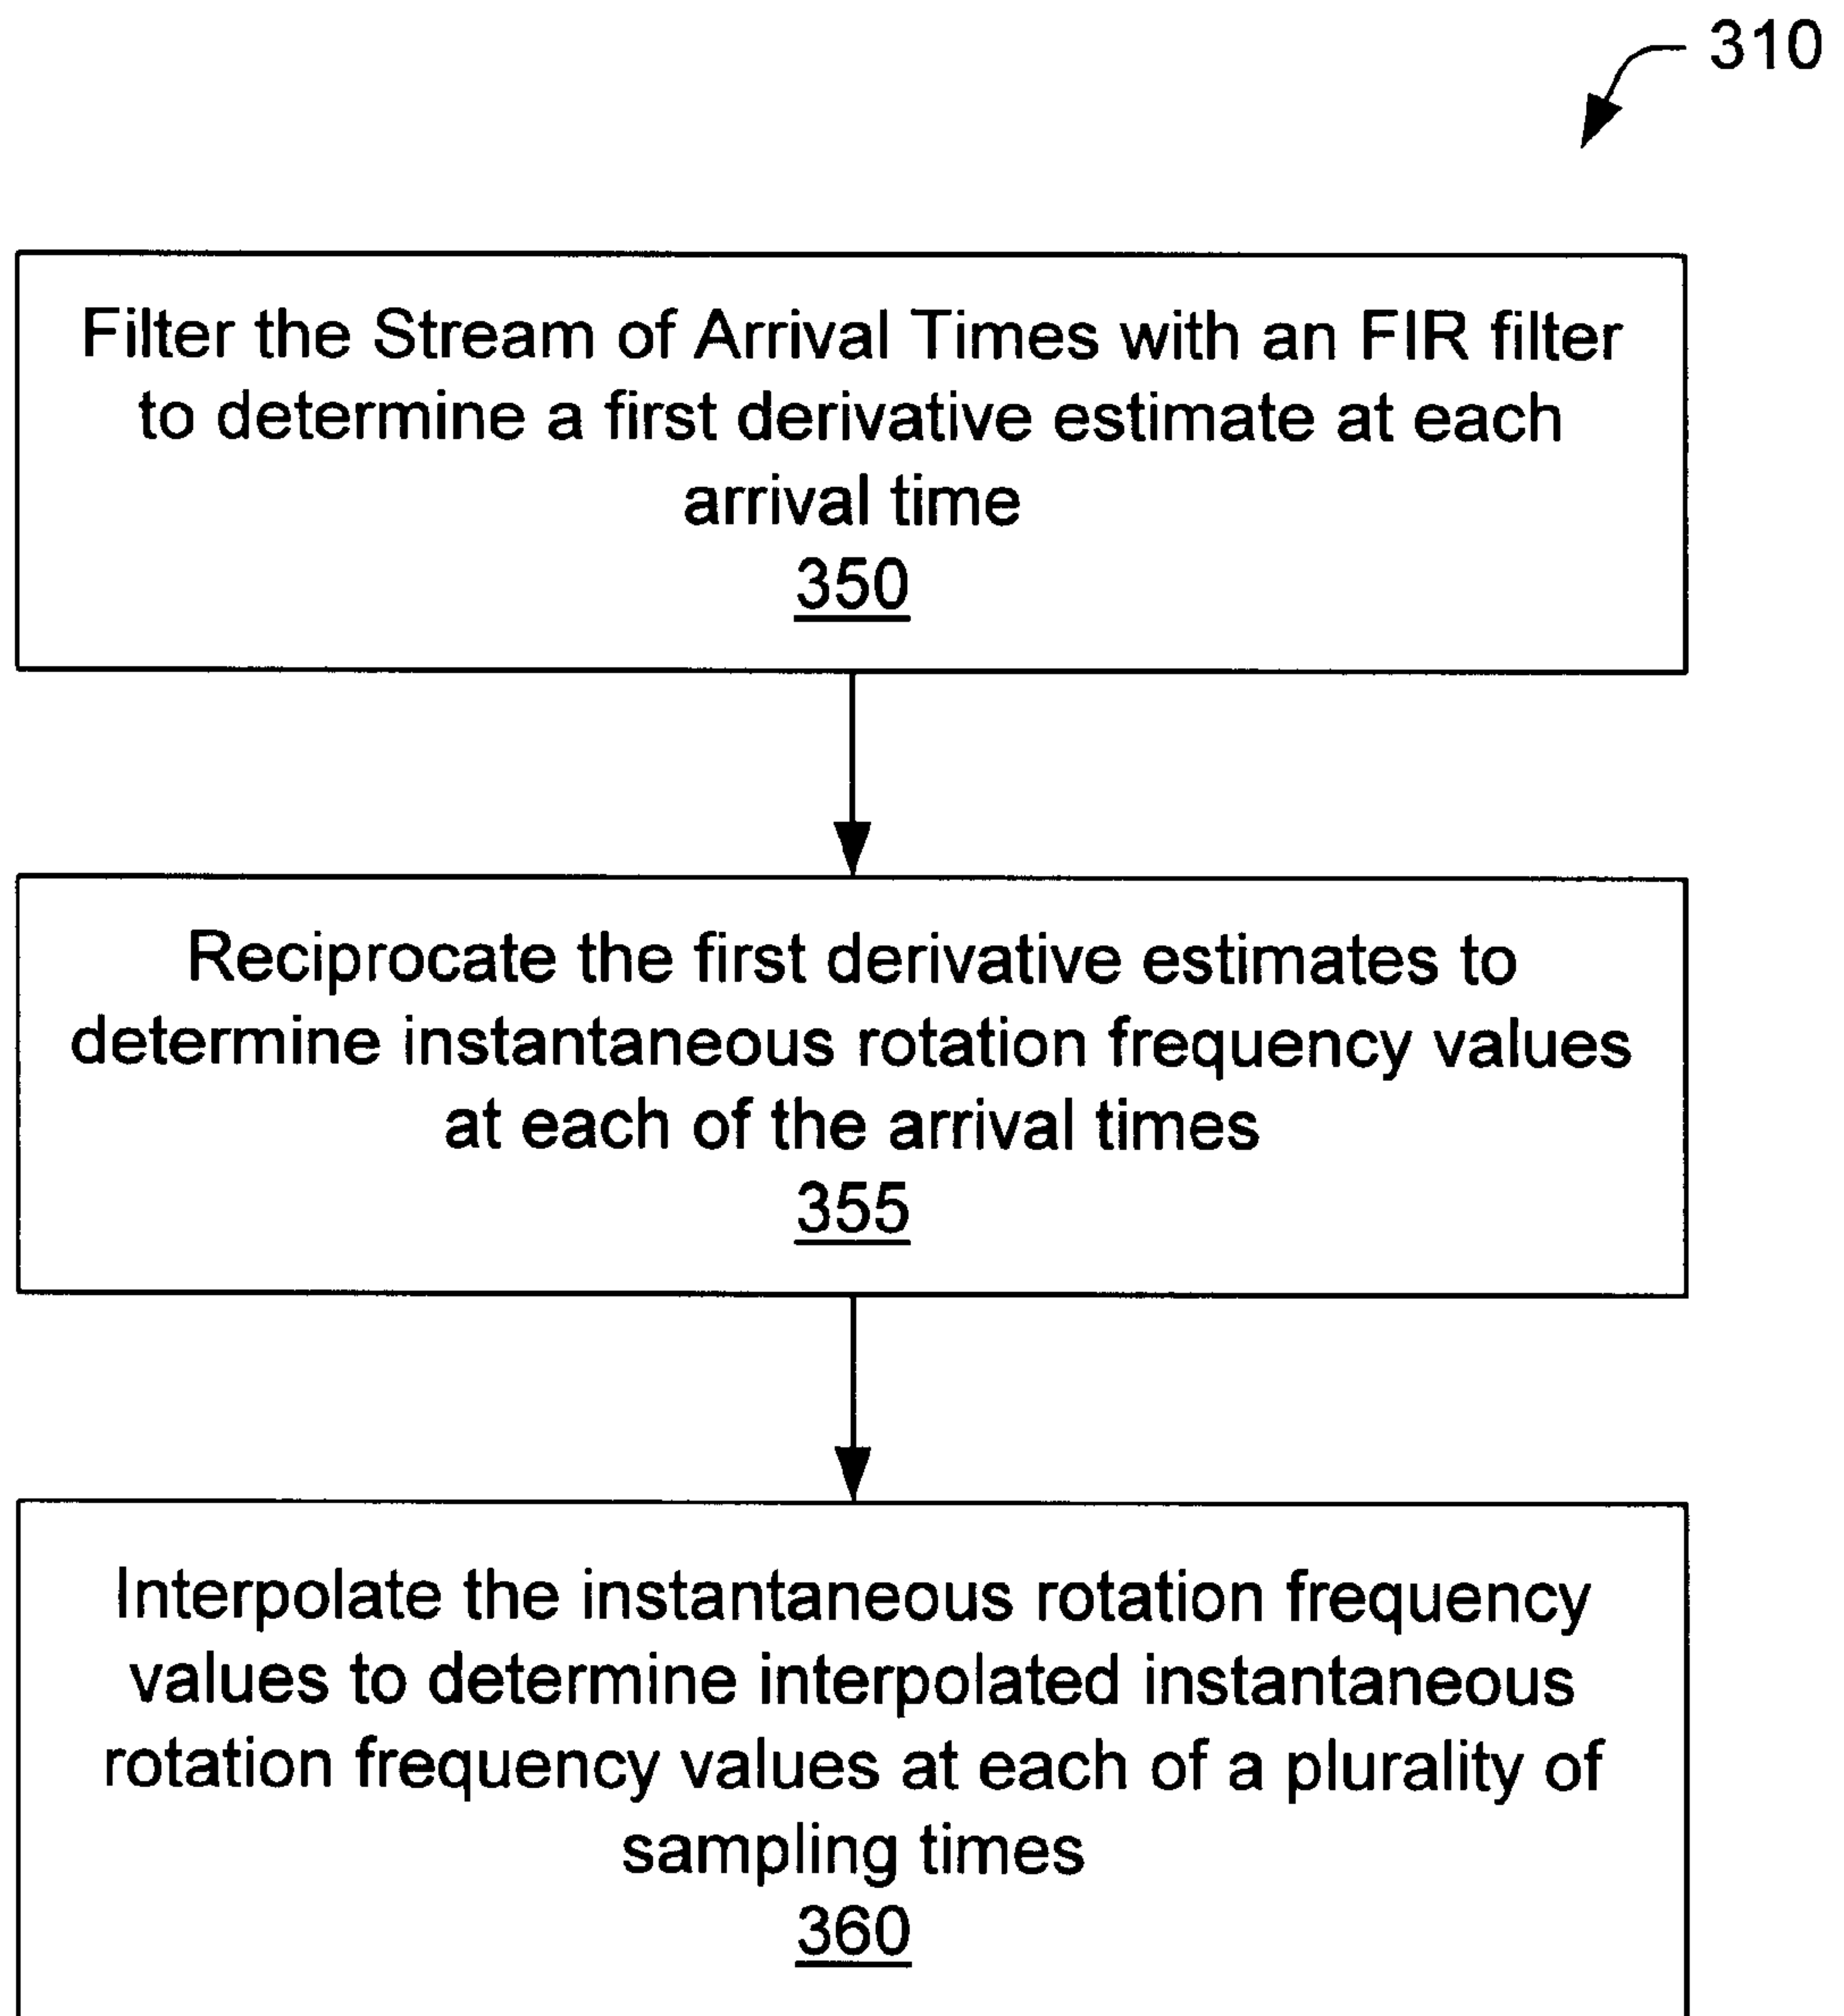 310
Filter the Stream of Arrival Times with an FIR filter
to determine a first derivative estimate at each
arrival time
350
Reciprocate the first derivative estimates to
determine instantaneous rotation frequency values
at each of the arrival times
355
Interpolate the instantaneous rotation frequency
values to determine interpolated instantaneous
rotation frequency values at each of a plurality of
sampling times
360